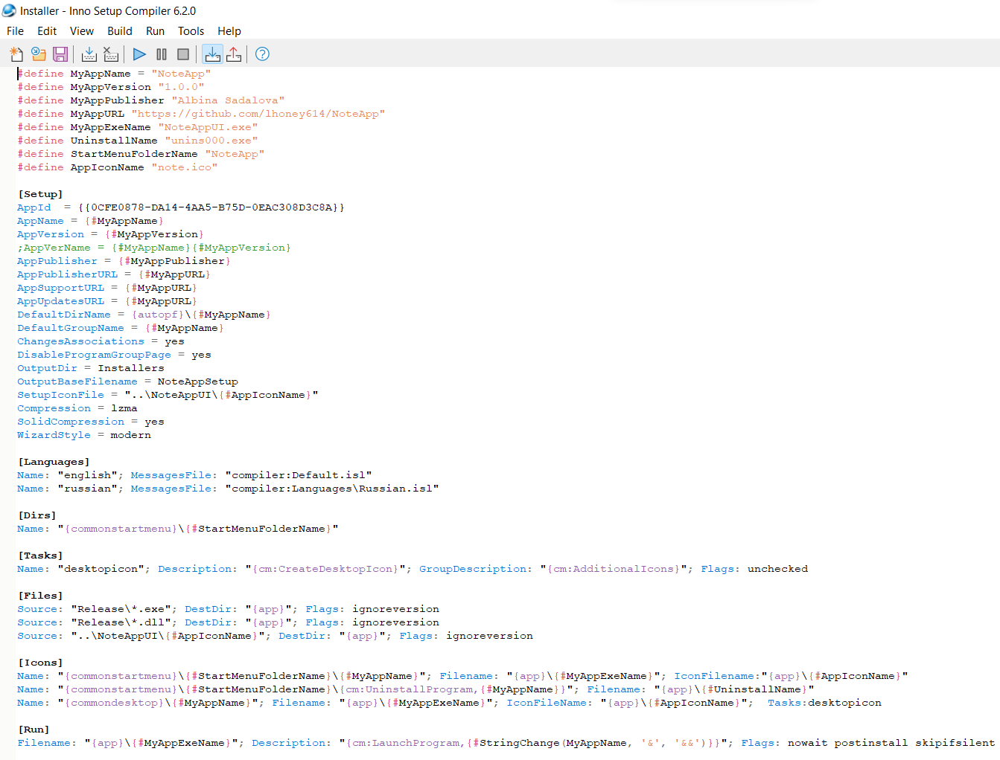 Installer - Inno Setup Compiler 6.2.0
File Edit View Build Run Tools Help
#define MyAppName = "NoteApp"
#define MyAppVersion "1.0.0"
#define MyAppPublisher "Albina Sadalova"
#define MyAppURL "https://github.com/lhoney614/NoteApp"
#define MyAppExeName "NoteAppUI.exe"
#define UninstallName "unins000.exe"
#define StartMenuFolderName "NoteApp"
#define AppIconName "note.ico"
[Setup]
AppId  = {{0CFE0878-DA14-4AA5-B75D-0EAC308D3C8A}}
AppName = {#MyAppName}
AppVersion = {#MyAppVersion}
;AppVerName = {#MyAppName}{#MyAppVersion}
AppPublisher = {#MyAppPublisher}
AppPublisherURL = {#MyAppURL}
AppSupportURL = {#MyAppURL}
AppUpdatesURL = {#MyAppURL}
DefaultDirName = {autopf}\{#MyAppName}
DefaultGroupName = {#MyAppName}
ChangesAssociations = yes
DisableProgramGroupPage = yes
OutputDir = Installers
OutputBaseFilename = NoteAppSetup
SetupIconFile = "..\NoteAppUI\{#AppIconName}"
Compression = lzma
SolidCompression = yes
WizardStyle = modern
[Languages]
Name: "english"; MessagesFile: "compiler:Default.isl"
Name: "russian"; MessagesFile: "compiler:Languages\Russian.isl"
[Dirs]
Name: "{commonstartmenu}\{#StartMenuFolderName}"
[Tasks]
Name: "desktopicon"; Description: "{cm:CreateDesktopIcon}"; GroupDescription: "{cm:AdditionalIcons}"; Flags: unchecked
[Files]
Source: "Release\*.exe"; DestDir: "{app}"; Flags: ignoreversion
Source: "Release\*.dll"; DestDir: "{app}"; Flags: ignoreversion
Source: "..\NoteAppUI\{#AppIconName}"; DestDir: "{app}"; Flags: ignoreversion
[Icons]
Name: "{commonstartmenu}\{#StartMenuFolderName}\{#MyAppName}"; Filename: "{app}\{#MyAppExeName}"; IconFilename:"{app}\{#AppIconName}"
Name: "{commonstartmenu}\{#StartMenuFolderName}\{cm:UninstallProgram,{#MyAppName}}"; Filename: "{app}\{#UninstallName}"
Name: "{commondesktop}\{#MyAppName}"; Filename: "{app}\{#MyAppExeName}"; IconFileName: "{app}\{#AppIconName}";  Tasks:desktopicon
[Run]
Filename: "{app}\{#MyAppExeName}"; Description: "{cm:LaunchProgram,{#StringChange(MyAppName, '&', '&&')}}"; Flags: nowait postinstall skipifsilent